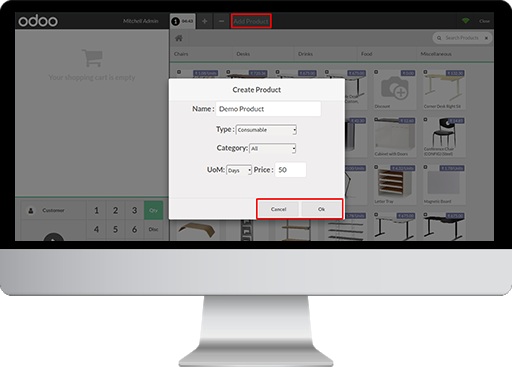 odoo
Mitchell Admin
1 04:43 + − Add Product
Close
Your shopping cart is empty
Search Products
Chairs Desks Drinks Food Miscellaneous
Discount
Corner Desk Right Sit
Cabinet with Doors
Conference Chair (CONFIG) (Steel)
Letter Tray
Magnetic Board
Create Product
Name : Demo Product
Type : Consumable
Category: All
UoM: Days Price : 50
Cancel Ok
Customer 1 2 3 Qty
4 5 6 Disc